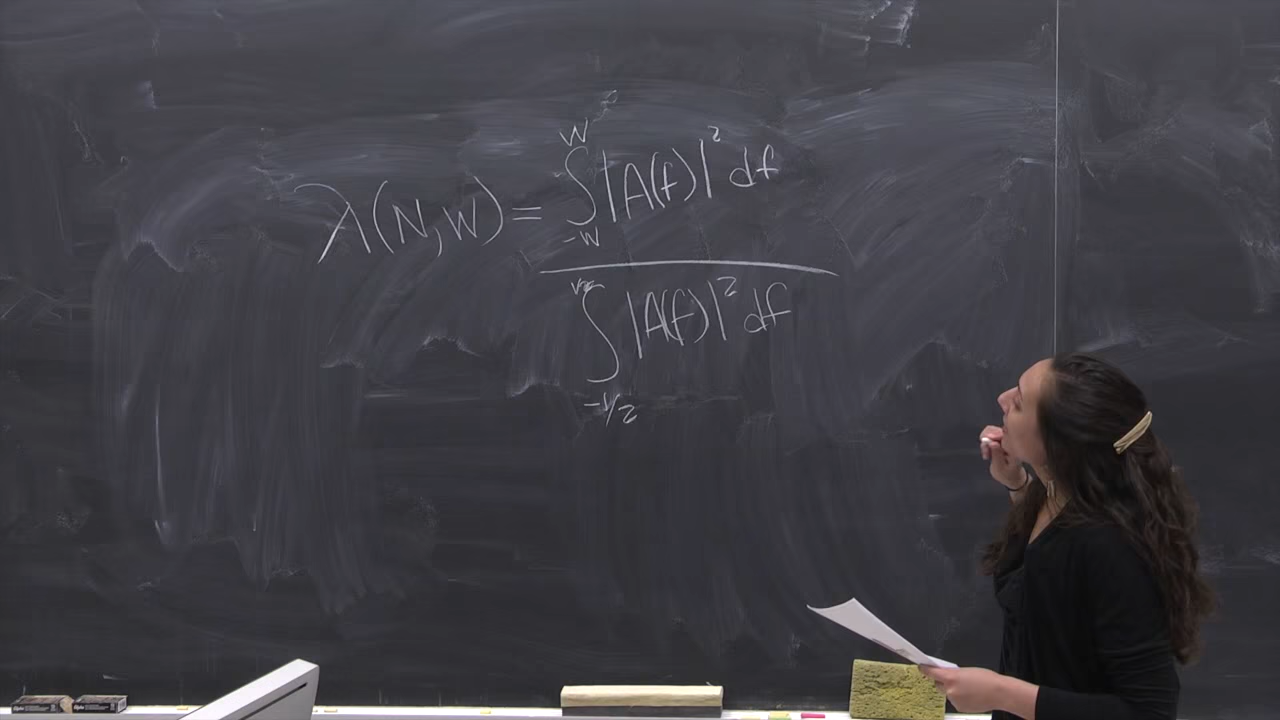 λ(N,W) = ∫_{-W}^{W} |A(f)|² df
∫_{-1/2}^{1/2} |A(f)|² df